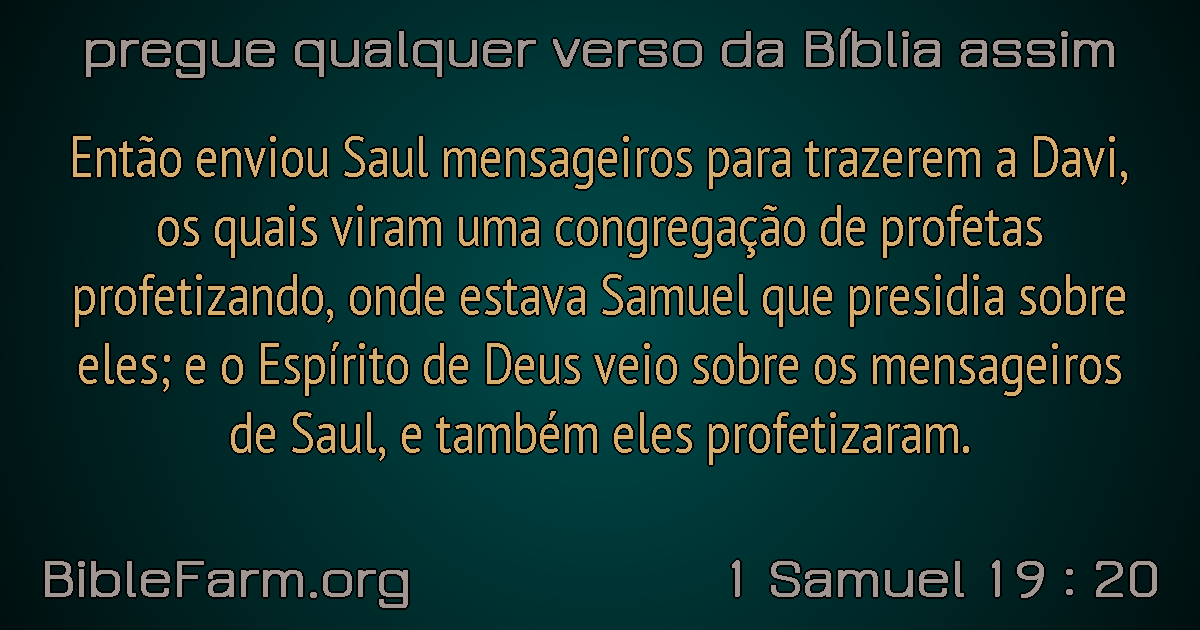 pregue qualquer verso da Bíblia assim
Então enviou Saul mensageiros para trazerem a Davi,
os quais viram uma congregação de profetas
profetizando, onde estava Samuel que presidia sobre
eles; e o Espírito de Deus veio sobre os mensageiros
de Saul, e também eles profetizaram.
BibleFarm.org
1 Samuel 19 : 20